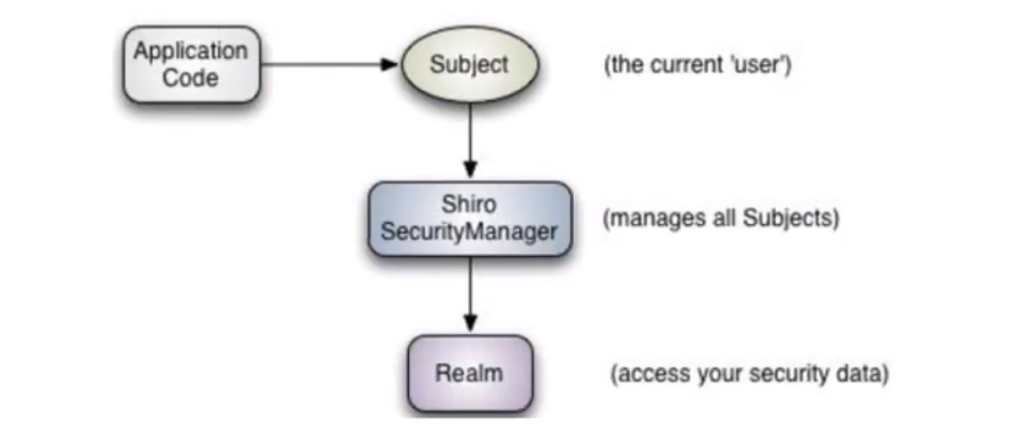 Application
Code
Subject
(the current 'user')
Shiro
SecurityManager
(manages all Subjects)
Realm
(access your security data)